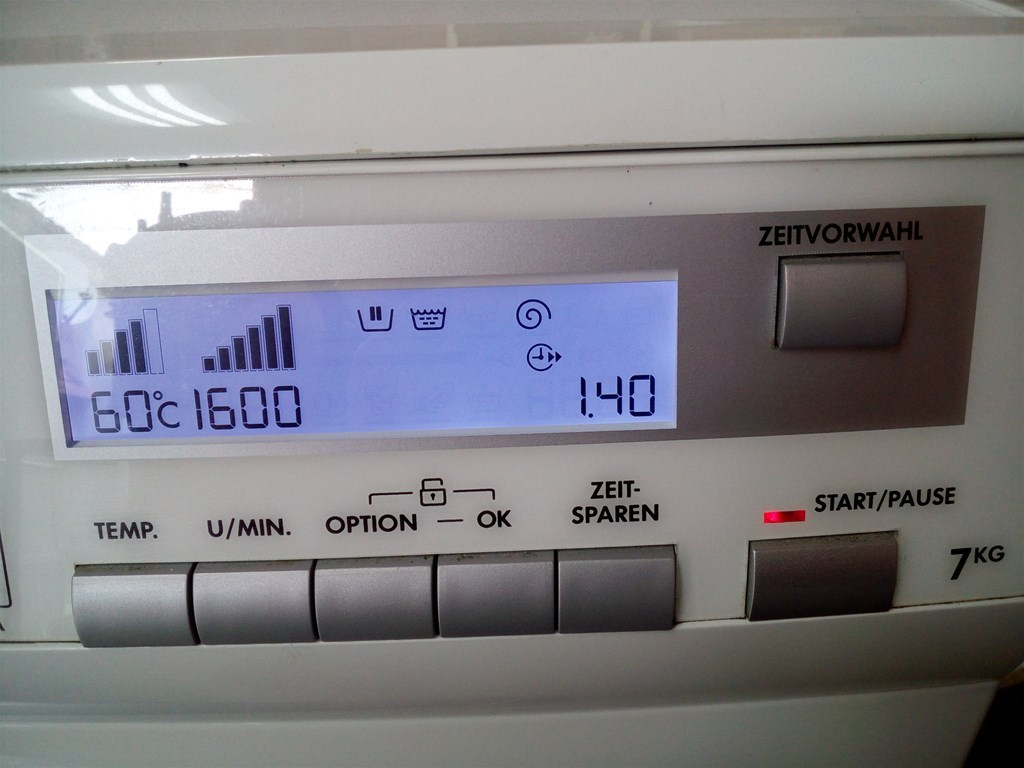 ZEITVORWAHL
60°C 1600 1.40
TEMP.
U/MIN.
OPTION — OK
ZEIT-
SPAREN
START/PAUSE
7KG